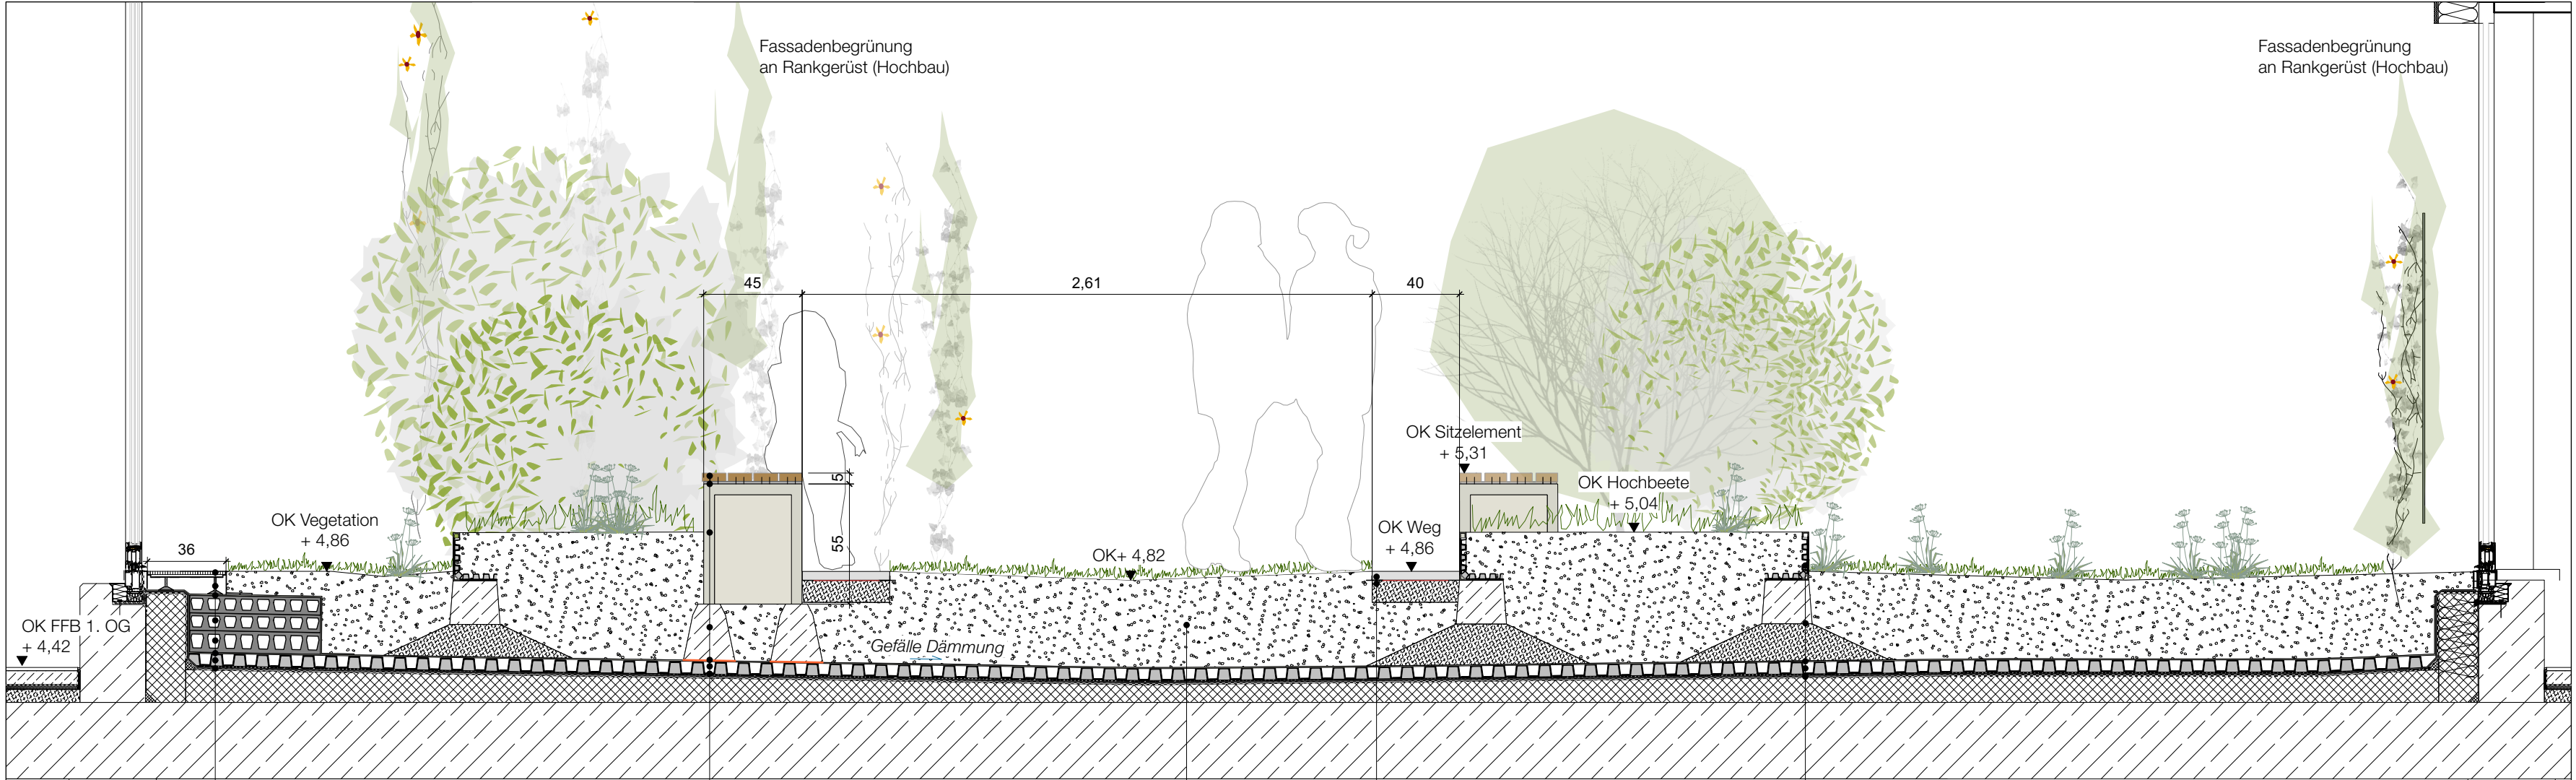 Fassadenbegrünung
an Rankgerüst (Hochbau)
Fassadenbegrünung
an Rankgerüst (Hochbau)
45
2,61
40
OK Sitzelement
+ 5,31
5
OK Hochbeete
+ 5,04
OK Vegetation
+ 4,86
OK Weg
+ 4,86
55
36
OK+ 4,82
OK FFB 1. OG
+ 4,42
Gefälle Dämmung